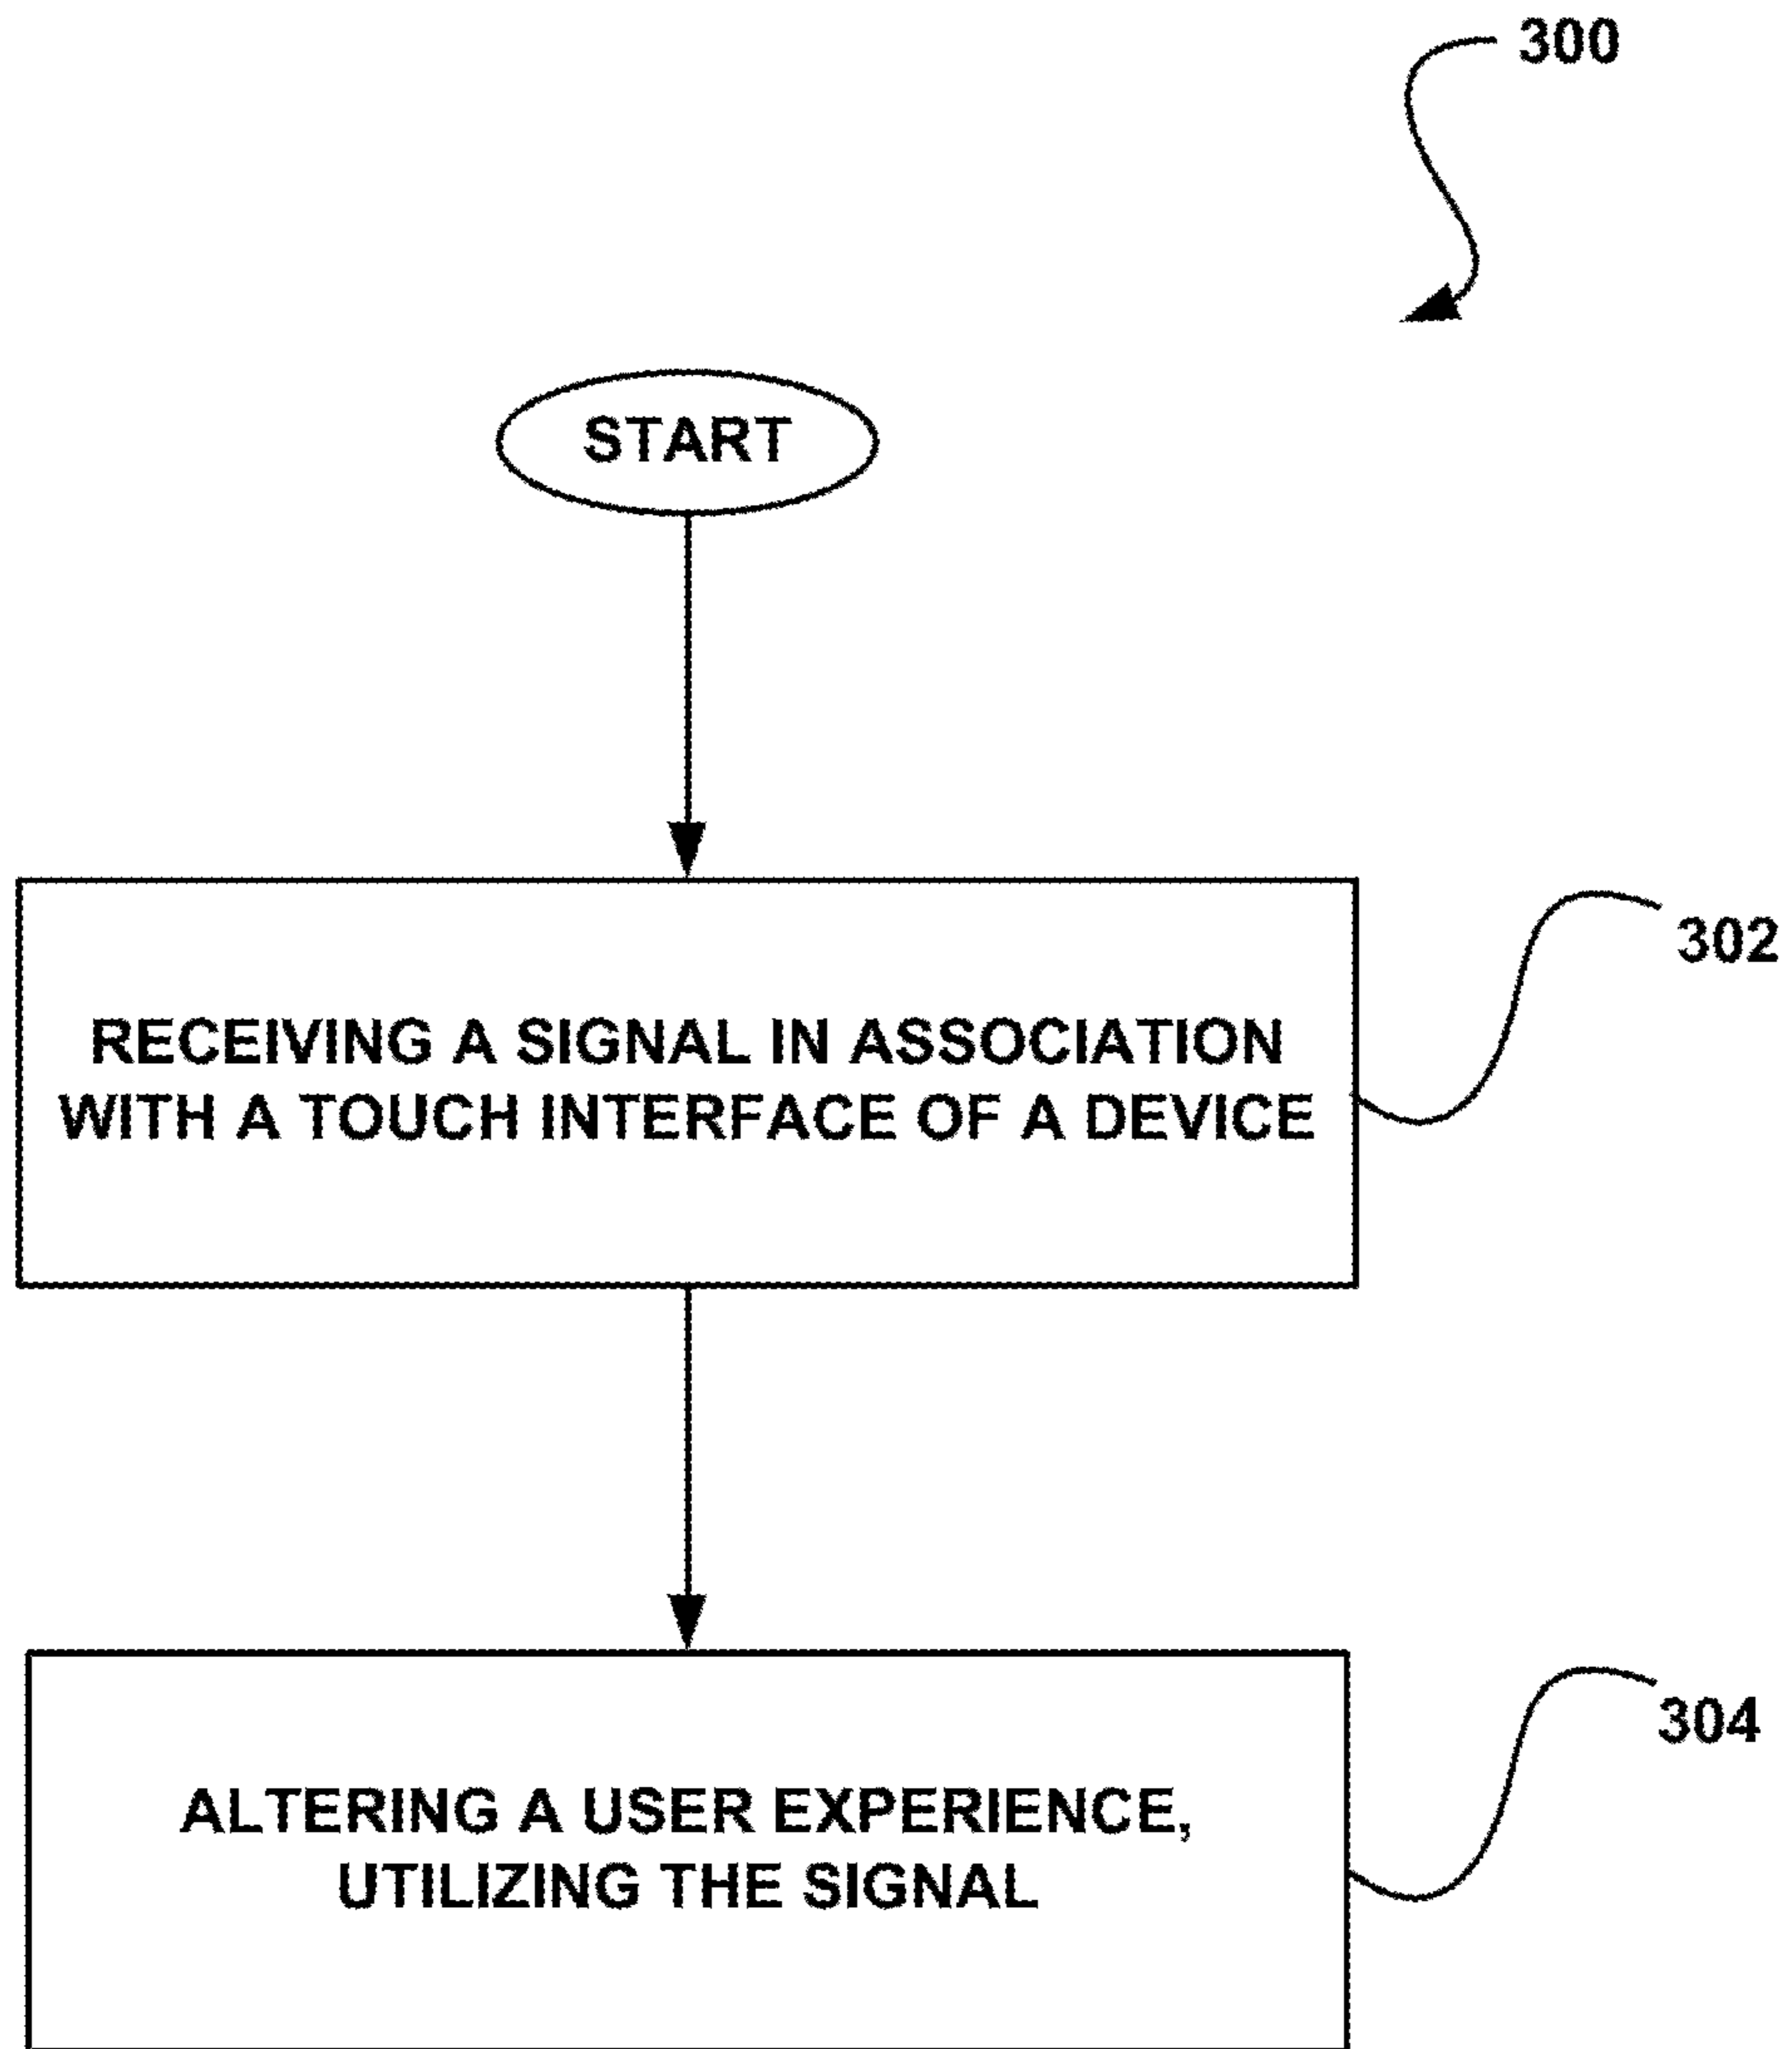 300
START
302
RECEIVING A SIGNAL IN ASSOCIATION
WITH A TOUCH INTERFACE OF A DEVICE
304
ALTERING A USER EXPERIENCE,
UTILIZING THE SIGNAL